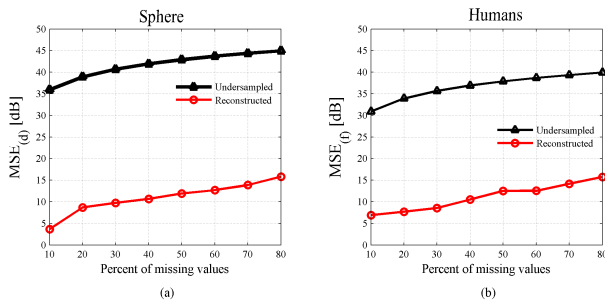 Sphere
50
45
40
35
30
25
20
15
10
5
0
MSE(d) [dB]
Undersampled
Reconstructed
10 20 30 40 50 60 70 80
Percent of missing values
(a)
Humans
50
45
40
35
30
25
20
15
10
5
0
MSE(f) [dB]
Undersampled
Reconstructed
10 20 30 40 50 60 70 80
Percent of missing values
(b)